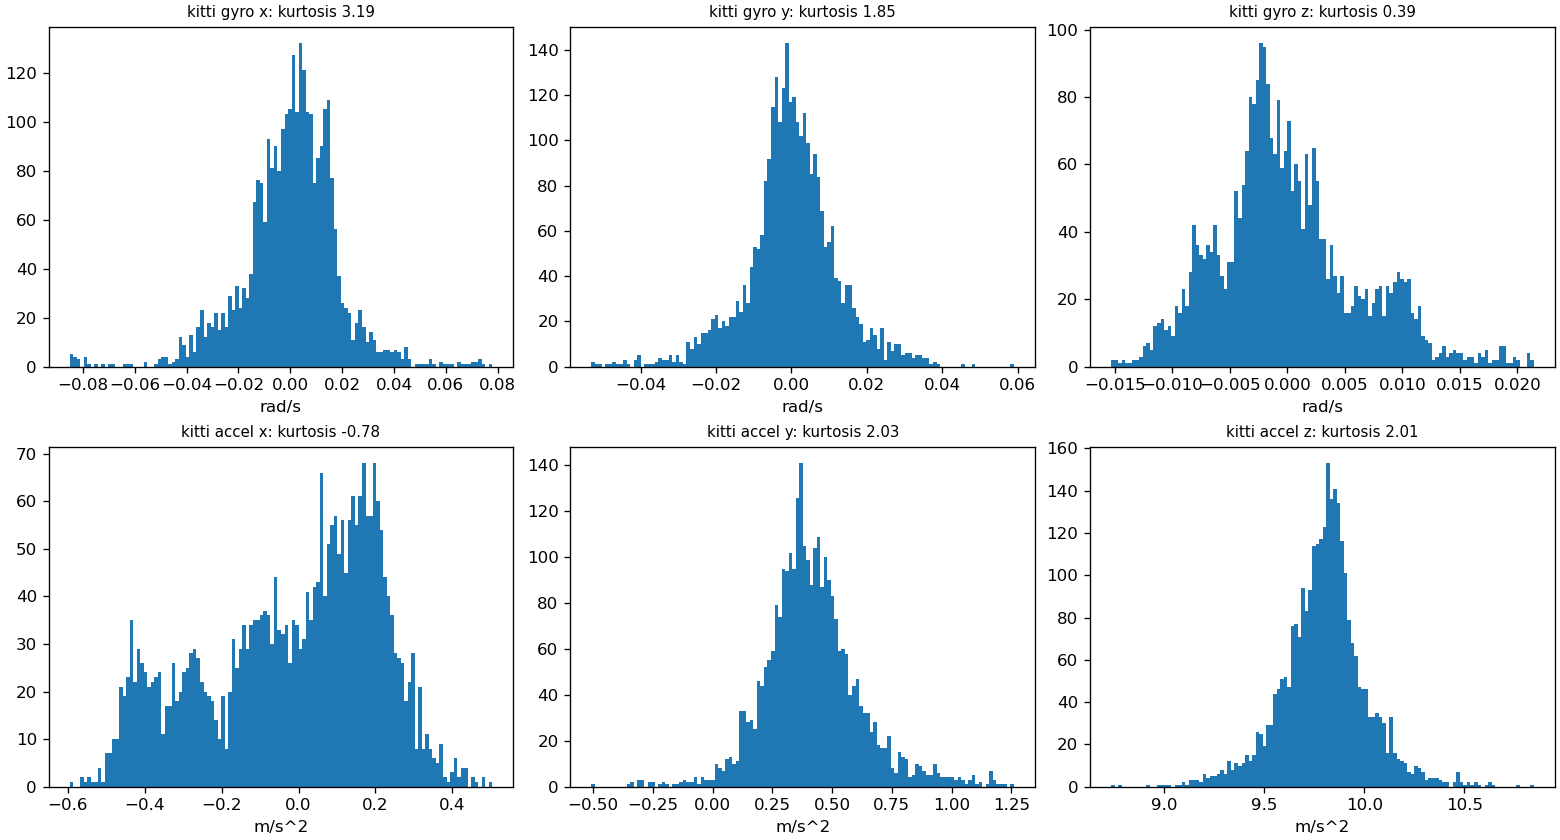 kitti gyro x: kurtosis 3.19
120
100
80
60
40
20
0
−0.08 −0.06 −0.04 −0.02 0.00 0.02 0.04 0.06 0.08
rad/s
kitti gyro y: kurtosis 1.85
140
120
100
80
60
40
20
0
−0.04 −0.02 0.00 0.02 0.04 0.06
rad/s
kitti gyro z: kurtosis 0.39
100
80
60
40
20
0
−0.015 −0.010 −0.005 0.000 0.005 0.010 0.015 0.020
rad/s
kitti accel x: kurtosis -0.78
70
60
50
40
30
20
10
0
−0.6 −0.4 −0.2 0.0 0.2 0.4
m/s^2
kitti accel y: kurtosis 2.03
140
120
100
80
60
40
20
0
−0.50 −0.25 0.00 0.25 0.50 0.75 1.00 1.25
m/s^2
kitti accel z: kurtosis 2.01
160
140
120
100
80
60
40
20
0
9.0 9.5 10.0 10.5
m/s^2